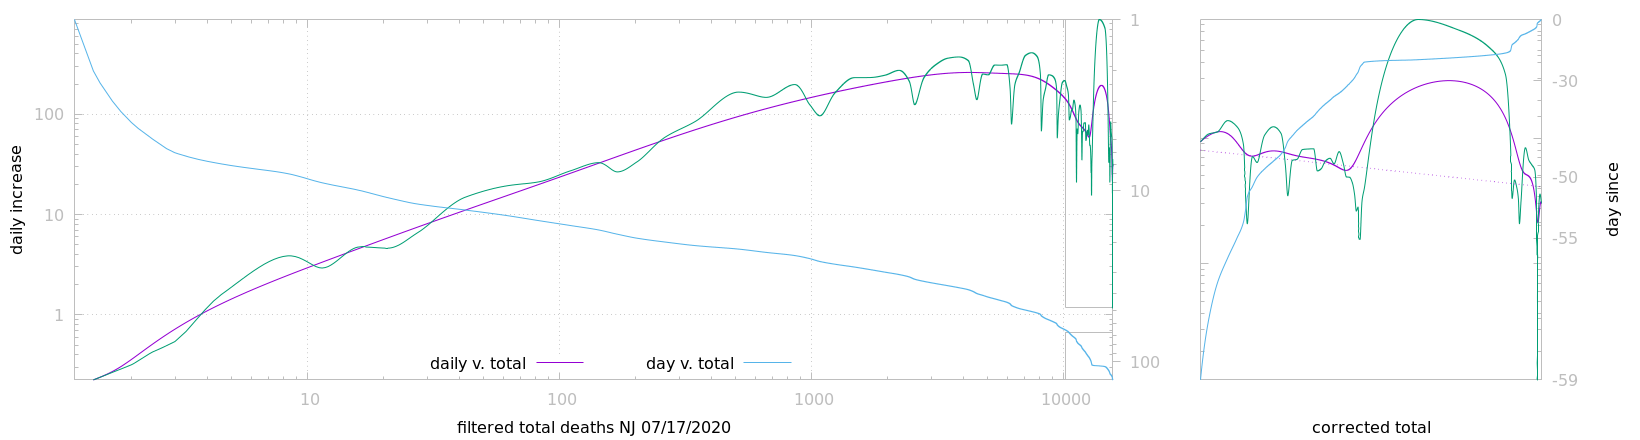 daily increase
100
10
1
daily v. total
day v. total
10
100
1000
10000
filtered total deaths NJ 07/17/2020
1
10
100
0
-30
-50
-55
-59
day since
corrected total